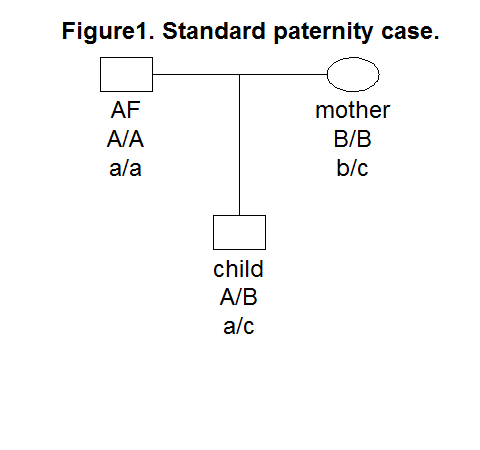 Figure1. Standard paternity case.
AF
A/A
a/a
mother
B/B
b/c
child
A/B
a/c